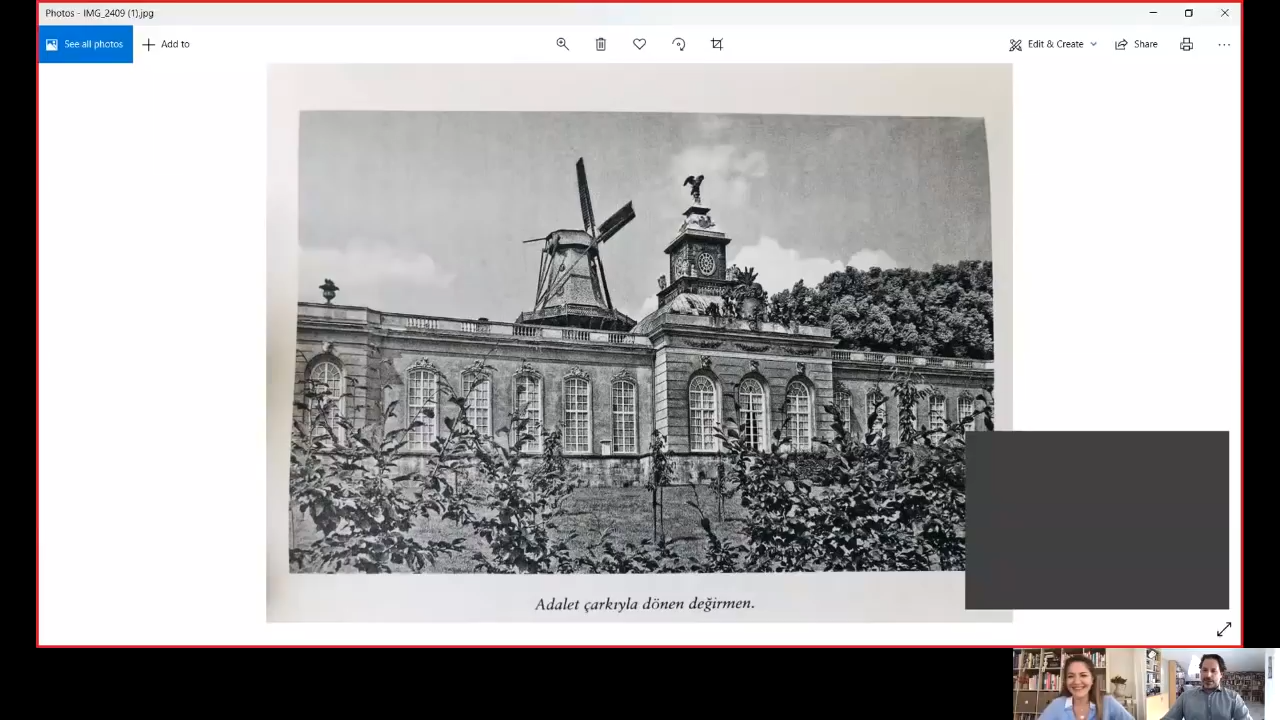 Photos - IMG_2409 (1).jpg
See all photos
Add to
Edit & Create
Share
Adalet çarkıyla dönen değirmen.